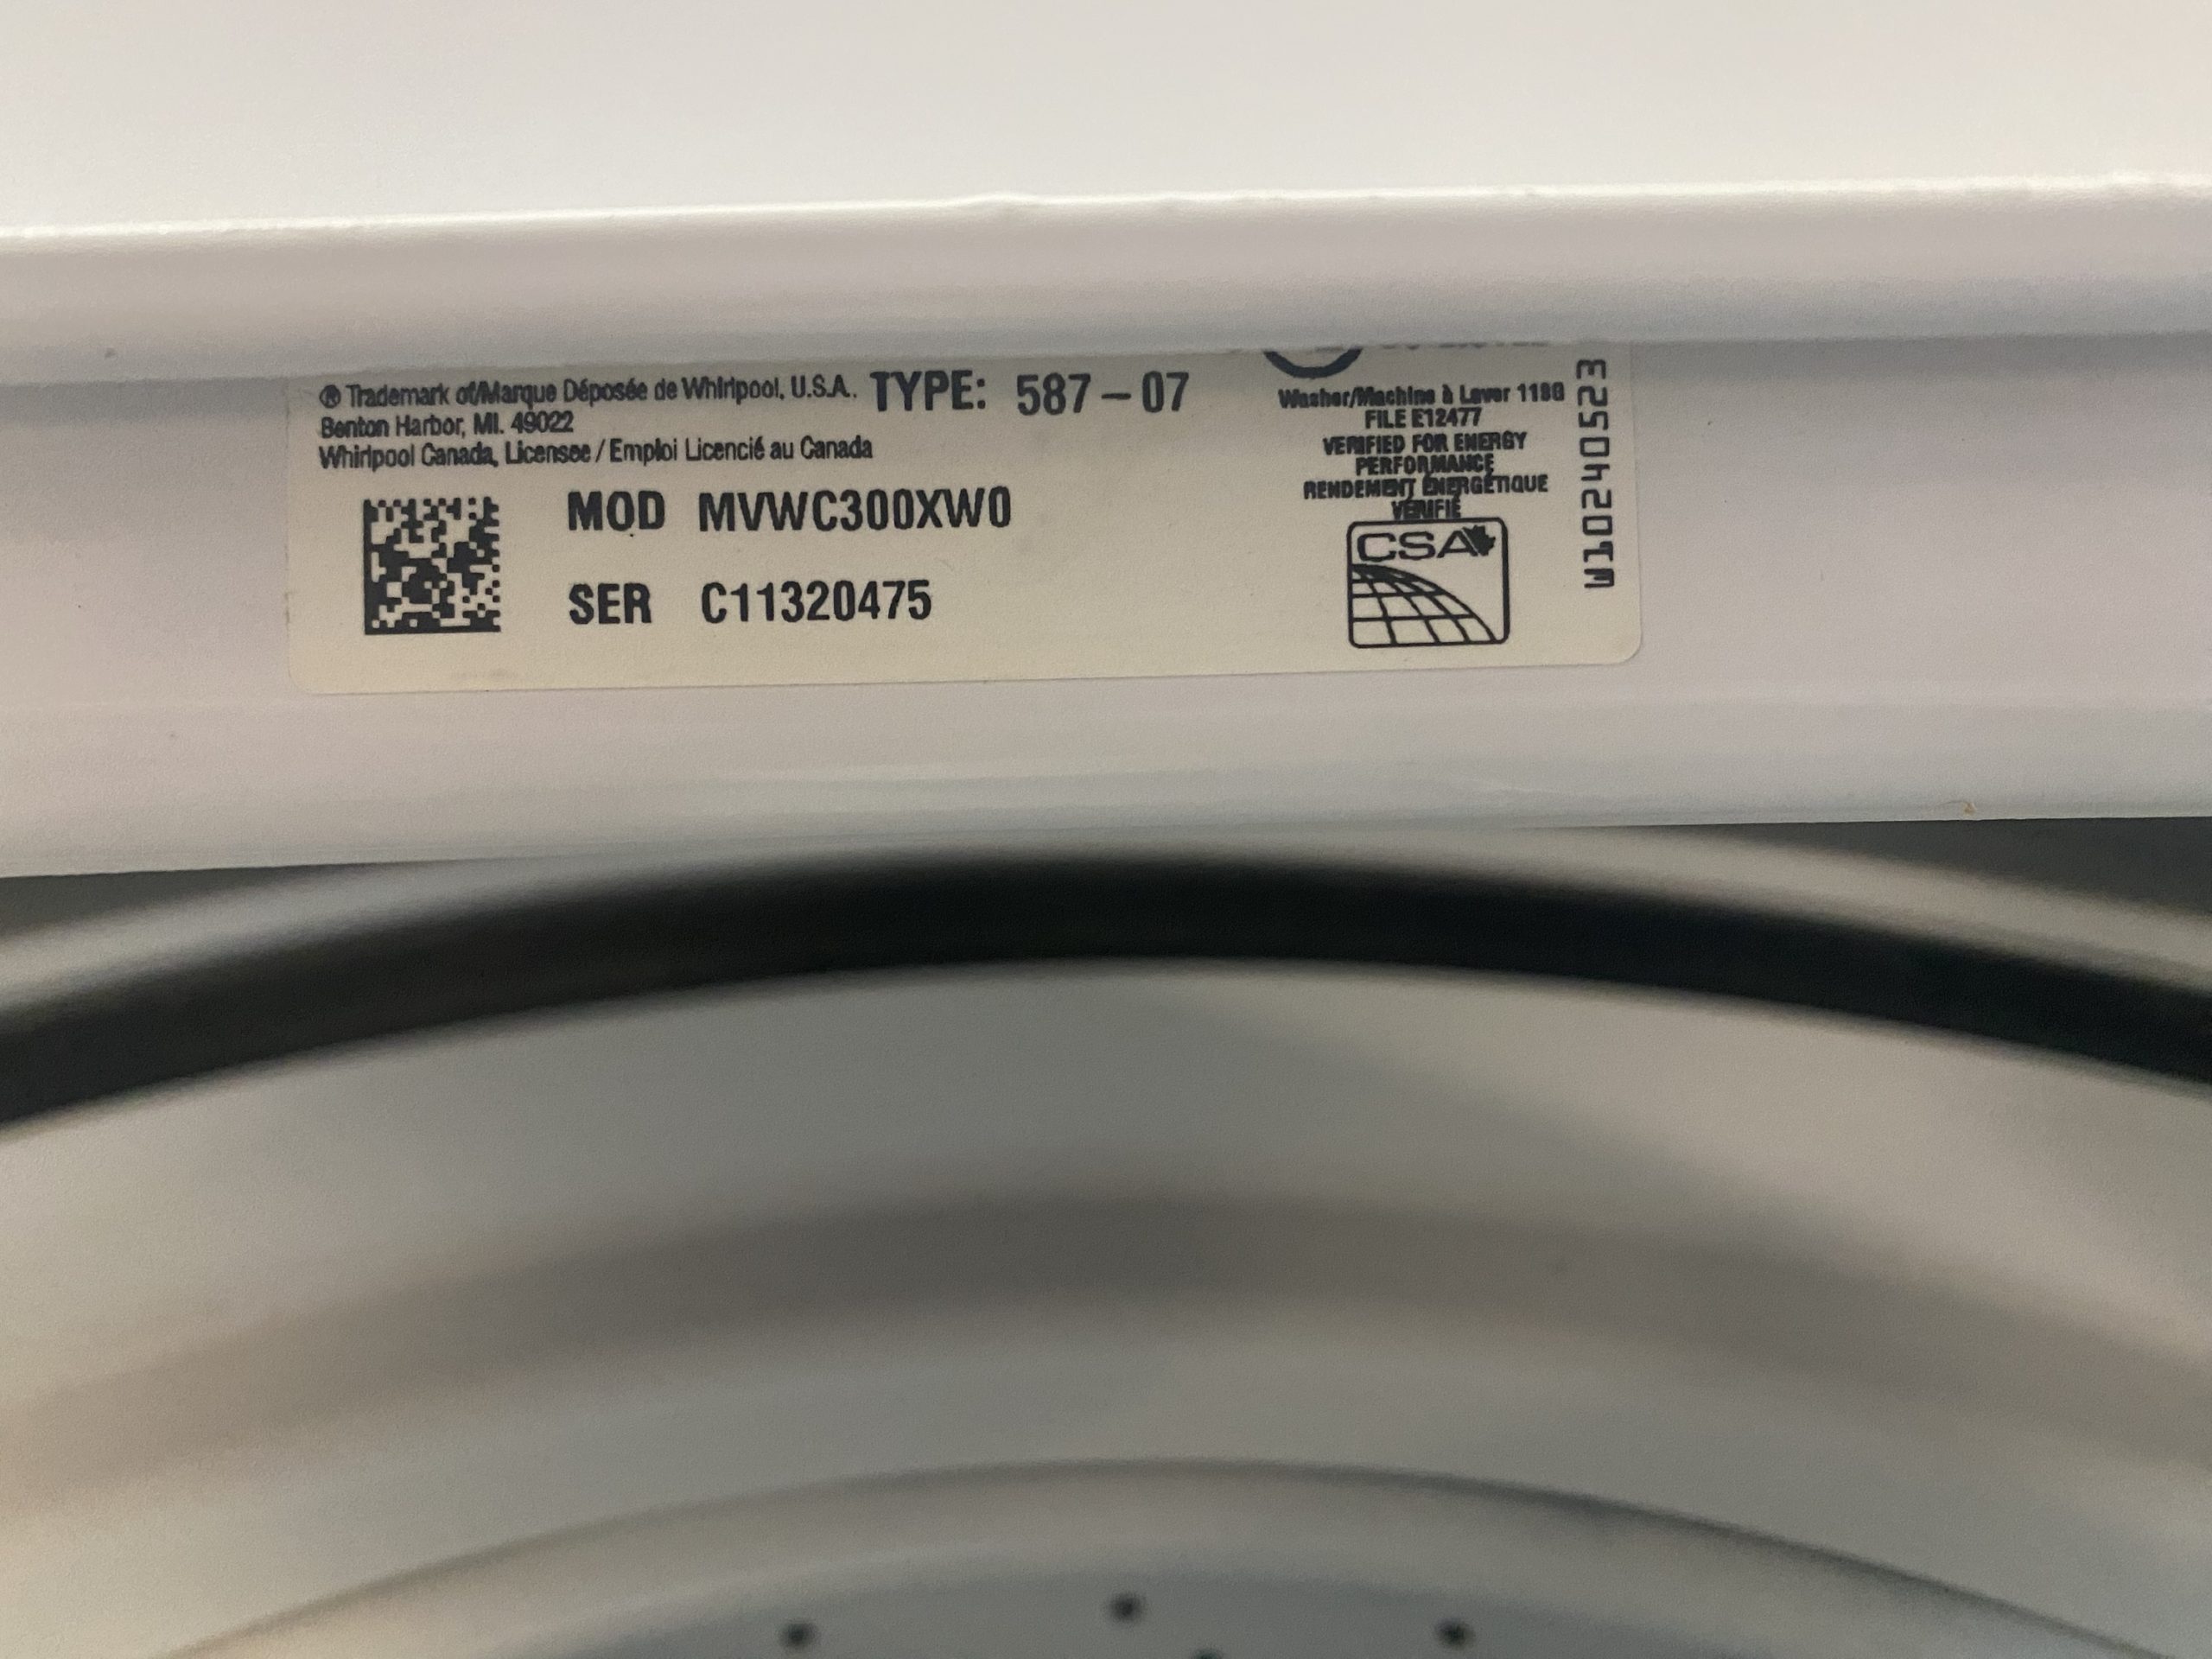 ® Trademark of/Marque Déposée de Whirlpool, U.S.A. TYPE: 587-07
Benton Harbor, MI. 49022
Whirlpool Canada, Licensee / Emploi Licencié au Canada
MOD MVWC300XW0
SER C11320475
Washer/Machine à Laver 118G
FILE E12477
VERIFIED FOR ENERGY
PERFORMANCE
RENDEMENT ÉNERGÉTIQUE
VÉRIFIÉ
CSA
W10240523